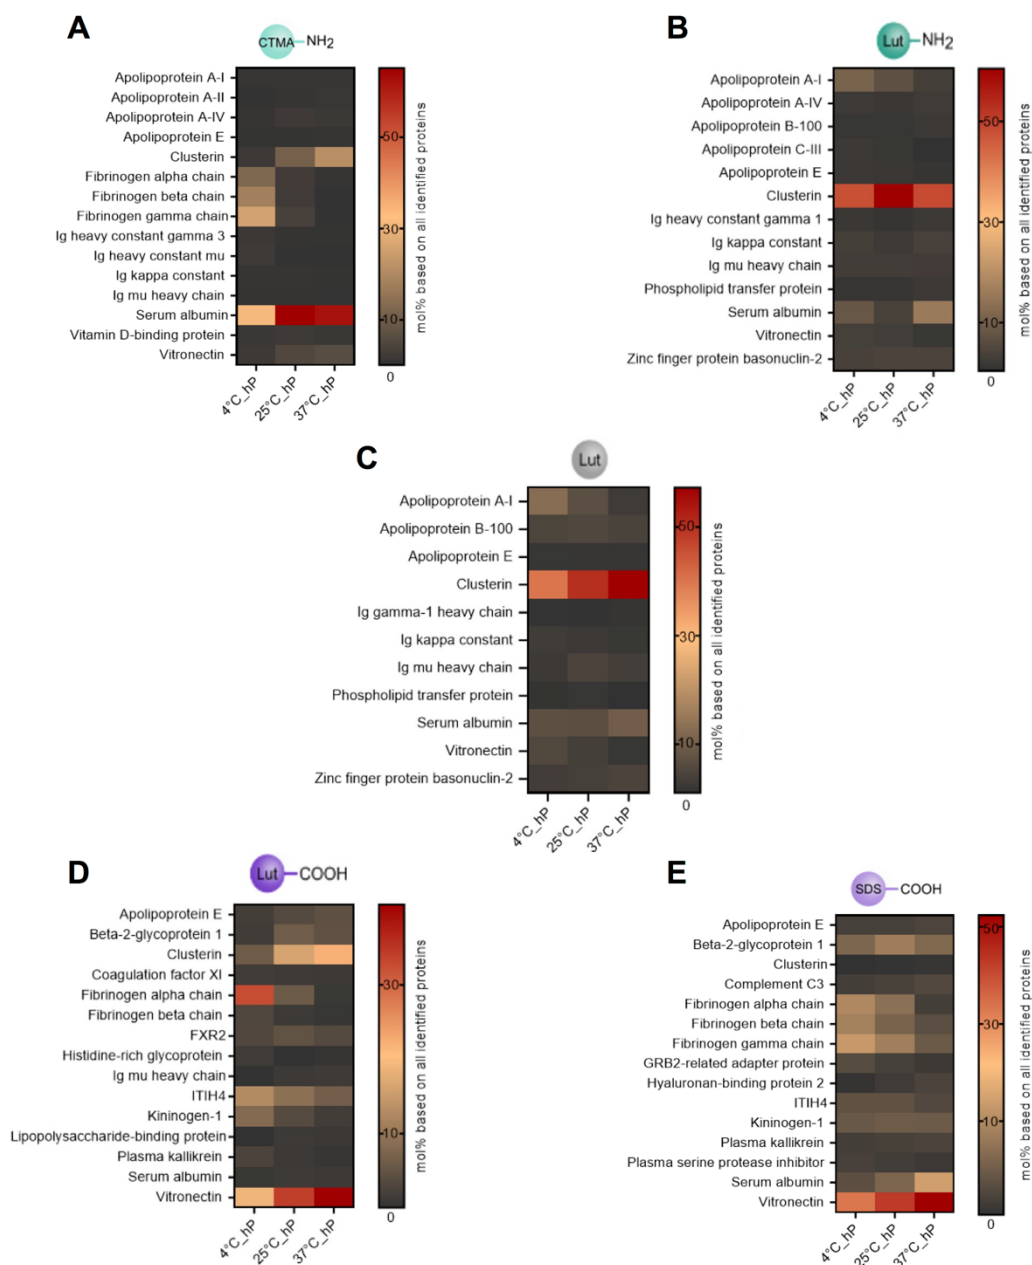 A
CTMA NH2
Apolipoprotein A-I
Apolipoprotein A-II
Apolipoprotein A-IV
Apolipoprotein E
Clusterin
Fibrinogen alpha chain
Fibrinogen beta chain
Fibrinogen gamma chain
Ig heavy constant gamma 3
Ig heavy constant mu
Ig kappa constant
Ig mu heavy chain
Serum albumin
Vitamin D-binding protein
Vitronectin
4°C_hP
25°C_hP
37°C_hP
50
30
10
0
mol% based on all identified proteins
B
Lut NH2
Apolipoprotein A-I
Apolipoprotein A-IV
Apolipoprotein B-100
Apolipoprotein C-III
Apolipoprotein E
Clusterin
Ig heavy constant gamma 1
Ig kappa constant
Ig mu heavy chain
Phospholipid transfer protein
Serum albumin
Vitronectin
Zinc finger protein basonuclin-2
4°C_hP
25°C_hP
37°C_hP
50
30
10
0
mol% based on all identified proteins
C
Lut
Apolipoprotein A-I
Apolipoprotein B-100
Apolipoprotein E
Clusterin
Ig gamma-1 heavy chain
Ig kappa constant
Ig mu heavy chain
Phospholipid transfer protein
Serum albumin
Vitronectin
Zinc finger protein basonuclin-2
4°C_hP
25°C_hP
37°C_hP
50
30
10
0
mol% based on all identified proteins
D
Lut COOH
Apolipoprotein E
Beta-2-glycoprotein 1
Clusterin
Coagulation factor XI
Fibrinogen alpha chain
Fibrinogen beta chain
FXR2
Histidine-rich glycoprotein
Ig mu heavy chain
ITIH4
Kininogen-1
Lipopolysaccharide-binding protein
Plasma kallikrein
Serum albumin
Vitronectin
4°C_hP
25°C_hP
37°C_hP
30
10
0
mol% based on all identified proteins
E
SDS COOH
Apolipoprotein E
Beta-2-glycoprotein 1
Clusterin
Complement C3
Fibrinogen alpha chain
Fibrinogen beta chain
Fibrinogen gamma chain
GRB2-related adapter protein
Hyaluronan-binding protein 2
ITIH4
Kininogen-1
Plasma kallikrein
Plasma serine protease inhibitor
Serum albumin
Vitronectin
4°C_hP
25°C_hP
37°C_hP
50
30
10
0
mol% based on all identified proteins